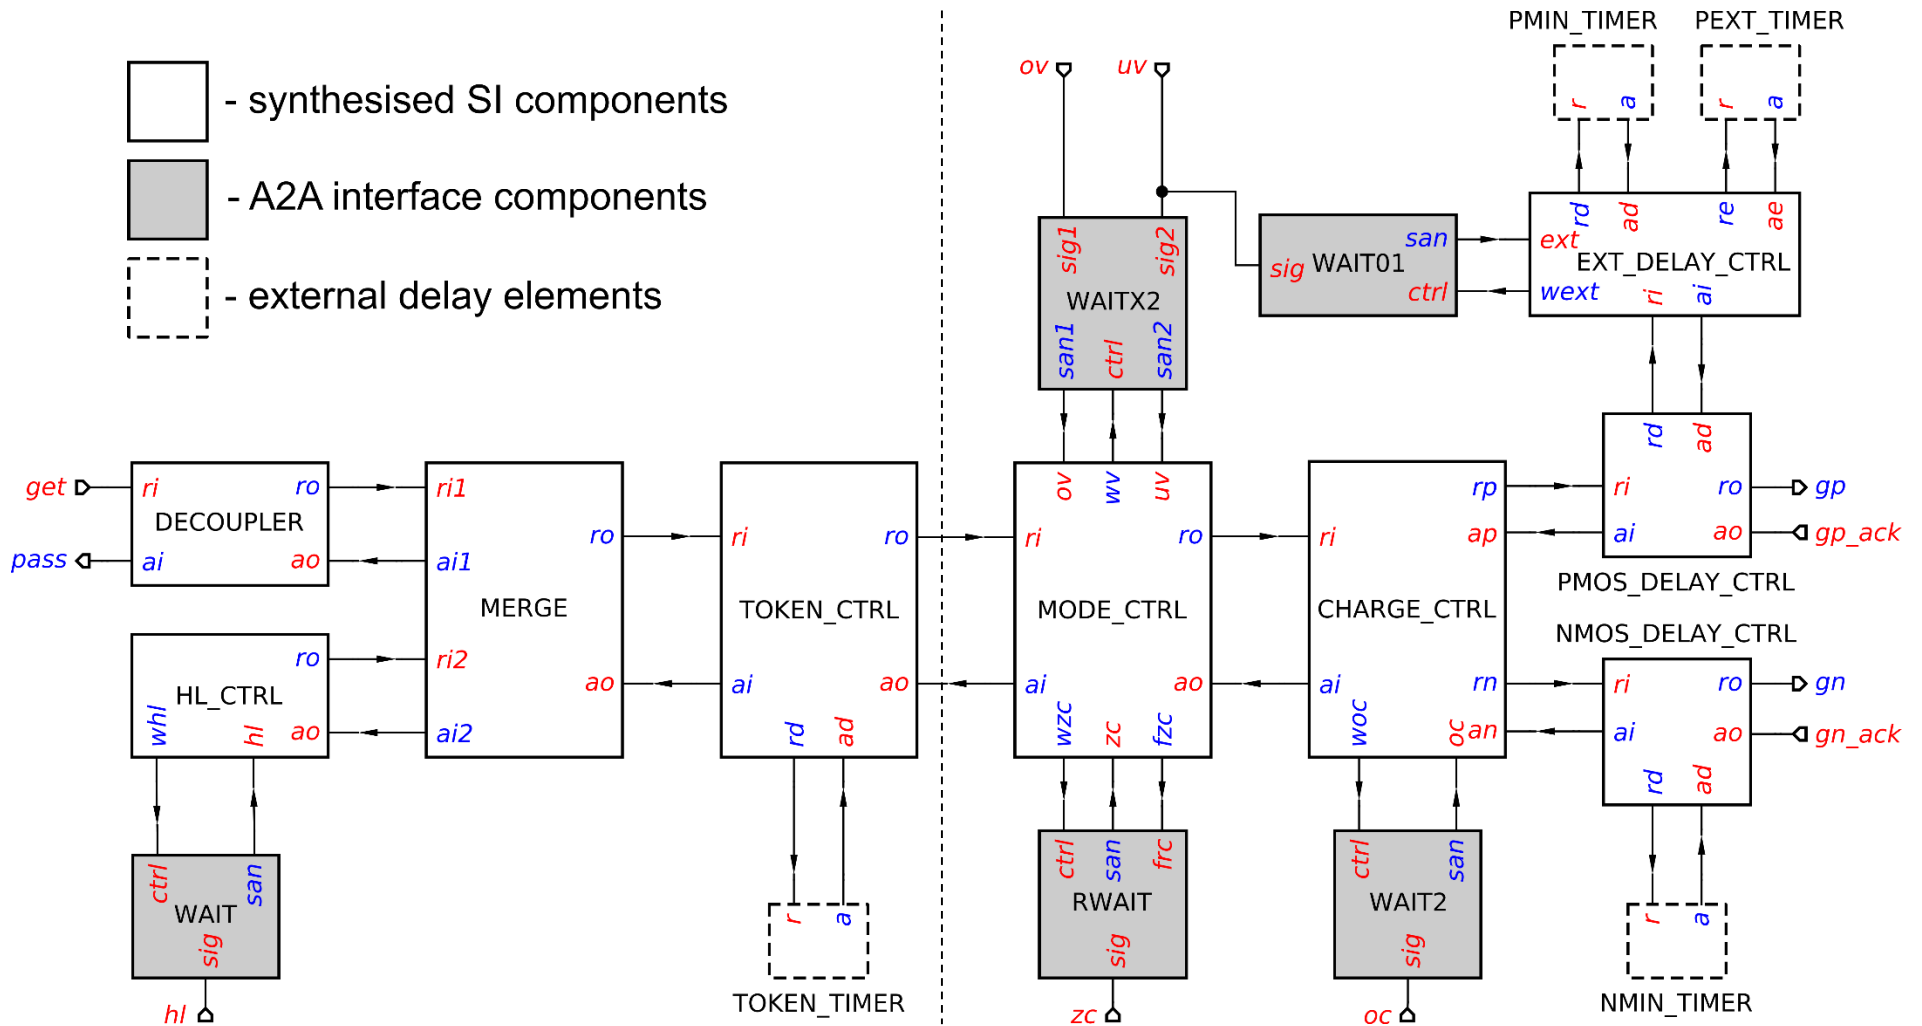 PMIN_TIMER PEXT_TIMER
- synthesised SI components
- A2A interface components
- external delay elements
ov uv
r a r a
rd ad re ae
sig1 sig2
WAITX2
san1 ctrl san2
sig WAIT01 san ctrl
ext wext
EXT_DELAY_CTRL
ri ai
get pass
ri ro
DECOUPLER
ai ao
ro
HL_CTRL
whl hl ao
ctrl san
WAIT
sig
hl
ri1
ai1 ro
MERGE
ri2 ao
ai2
ri ro
TOKEN_CTRL
ai ao
rd ad
r a
TOKEN_TIMER
ov wv uv
ri ro
MODE_CTRL
ai ao
wzc zc fzc
ctrl san frc
RWAIT
sig
zc
rp
ri ap
CHARGE_CTRL
ai rn
woc oc an
ctrl san
WAIT2
sig
oc
rd ad
ri ro gp
ai ao gp_ack
PMOS_DELAY_CTRL
NMOS_DELAY_CTRL
ri ro gn
ai ao gn_ack
rd ad
r a
NMIN_TIMER